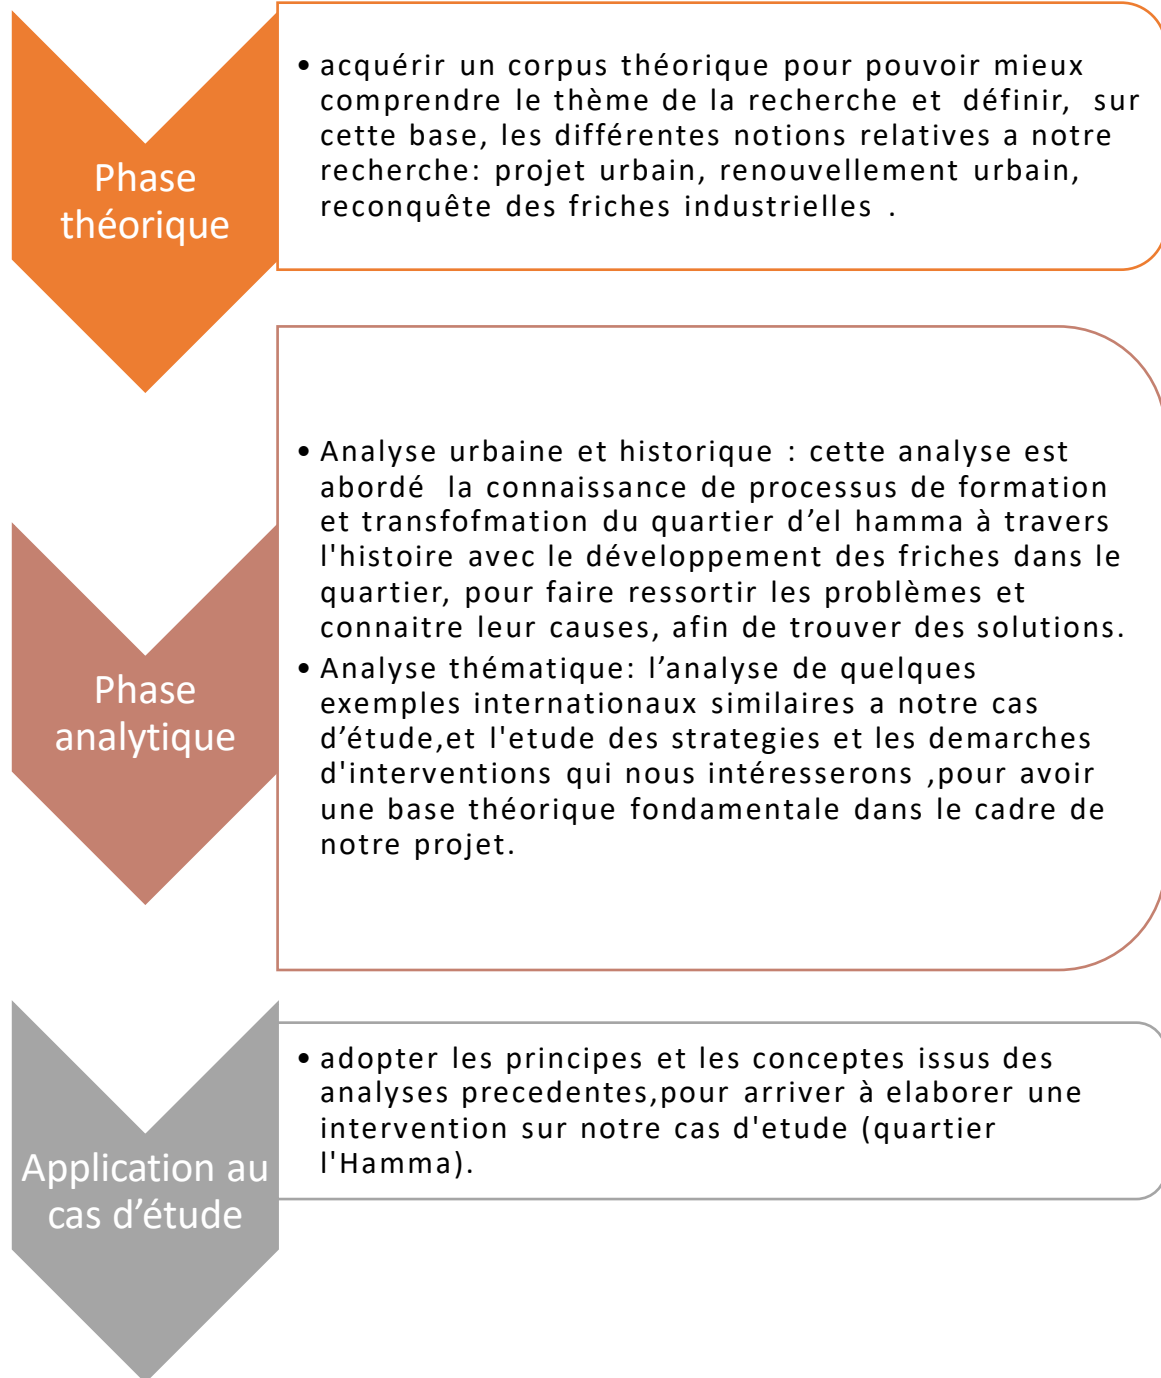 Phase
théorique
• acquérir un corpus théorique pour pouvoir mieux
comprendre le thème de la recherche et définir, sur
cette base, les différentes notions relatives a notre
recherche: projet urbain, renouvellement urbain,
reconquête des friches industrielles .
Phase
analytique
• Analyse urbaine et historique : cette analyse est
abordé la connaissance de processus de formation
et transfofmation du quartier d’el hamma à travers
l'histoire avec le développement des friches dans le
quartier, pour faire ressortir les problèmes et
connaitre leur causes, afin de trouver des solutions.
• Analyse thématique: l’analyse de quelques
exemples internationaux similaires a notre cas
d’étude,et l'etude des strategies et les demarches
d'interventions qui nous intéresserons ,pour avoir
une base théorique fondamentale dans le cadre de
notre projet.
Application au
cas d’étude
• adopter les principes et les conceptes issus des
analyses precedentes,pour arriver à elaborer une
intervention sur notre cas d'etude (quartier
l'Hamma).